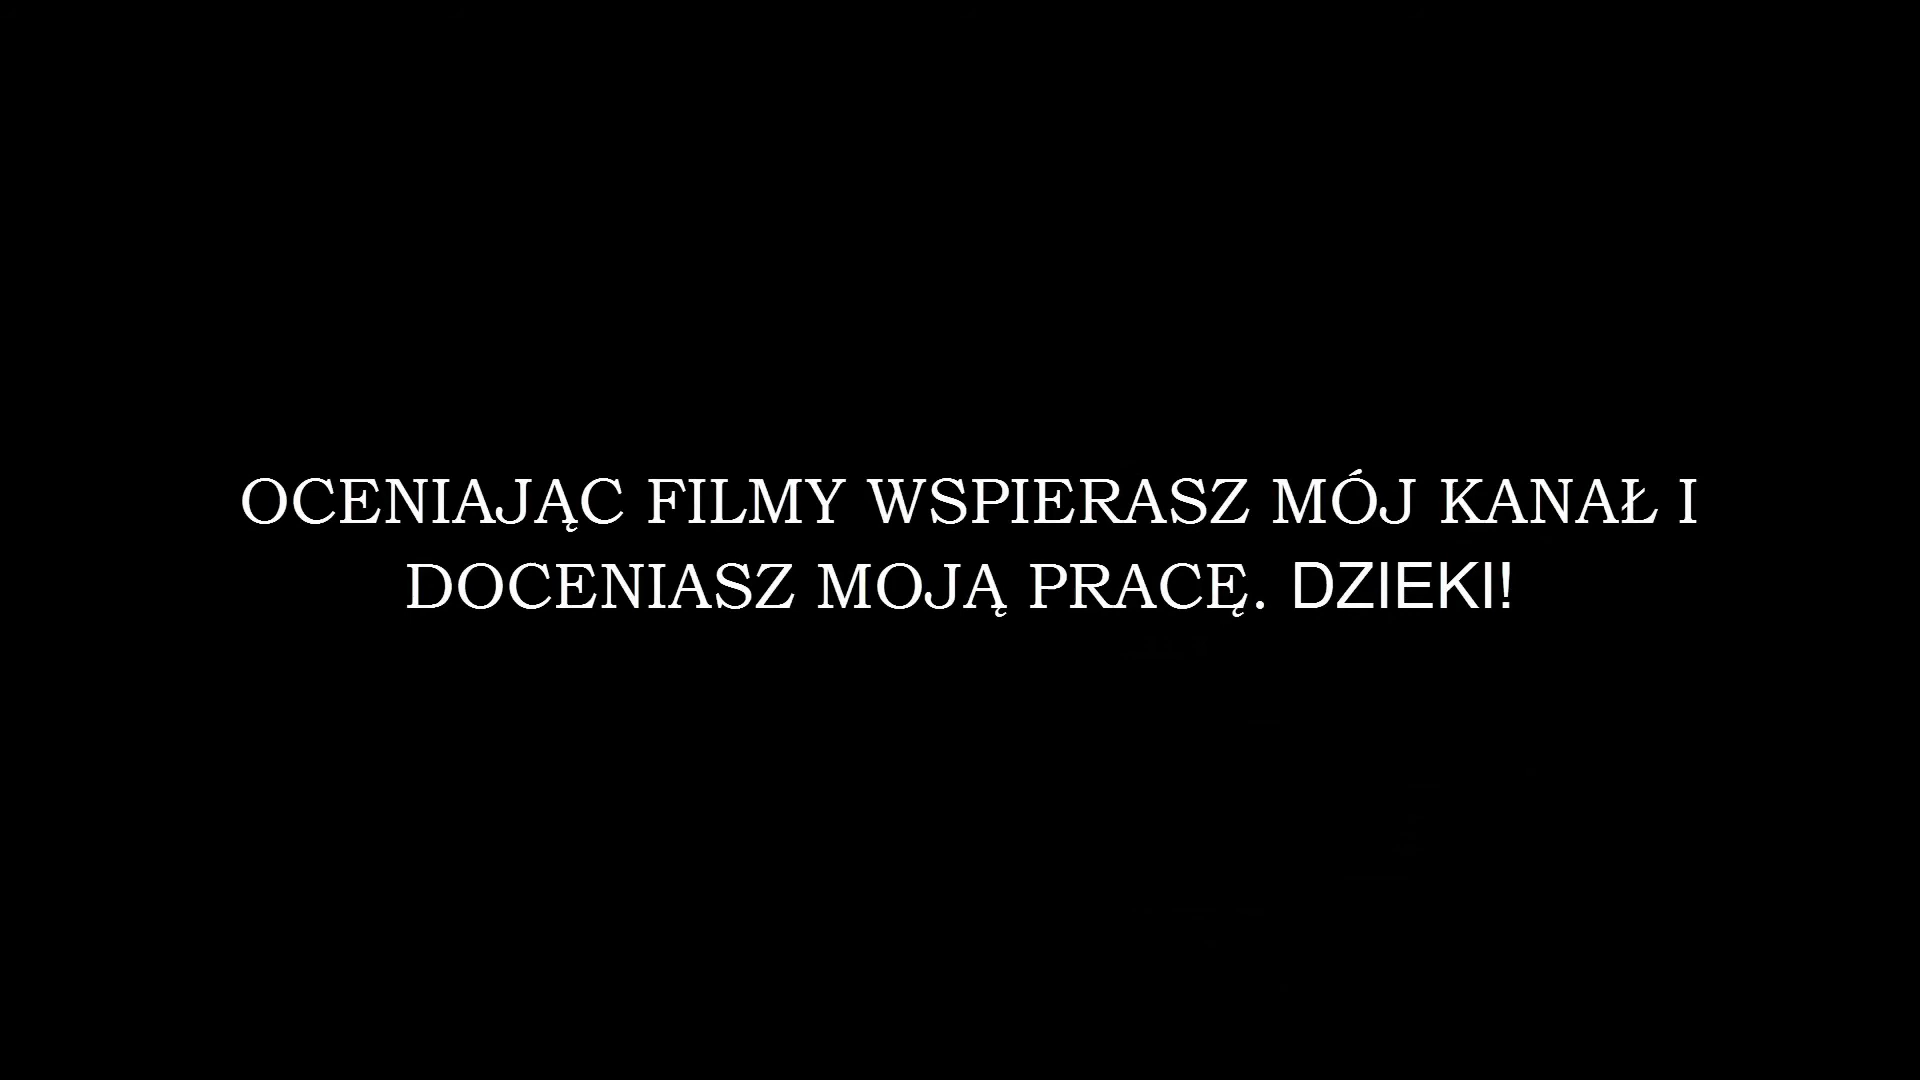 OCENIAJĄC FILMY WSPIERASZ MÓJ KANAŁ I
DOCENIASZ MOJĄ PRACĘ. DZIEKI!